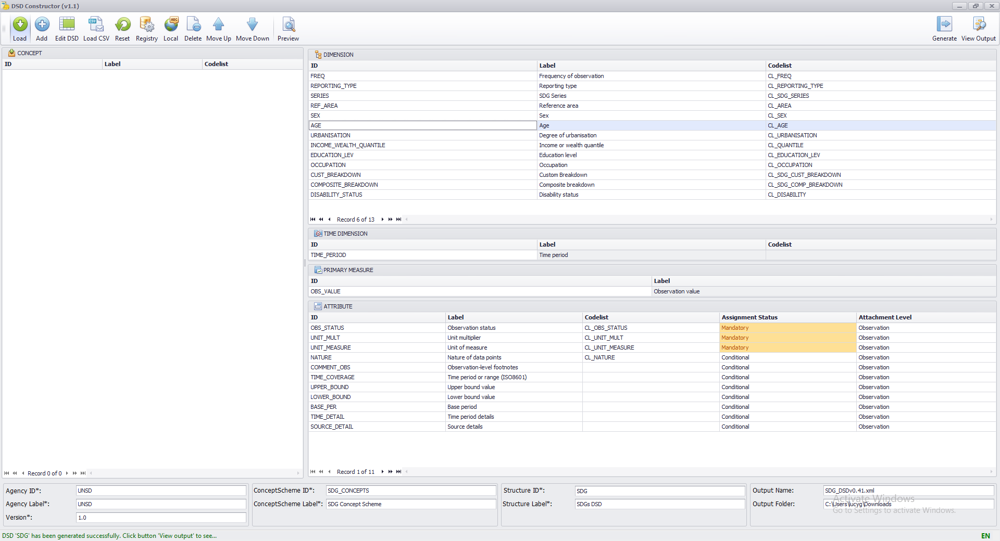 DSD Constructor (v1.1)
Load Add Edit DSD Load CSV Reset Registry Local Delete Move Up Move Down Preview Generate View Output
CONCEPT
ID Label Codelist
Record 0 of 0
DIMENSION
ID Label Codelist
FREQ Frequency of observation CL_FREQ
REPORTING_TYPE Reporting type CL_REPORTING_TYPE
SERIES SDG Series CL_SDG_SERIES
REF_AREA Reference area CL_AREA
SEX Sex CL_SEX
AGE Age CL_AGE
URBANISATION Degree of urbanisation CL_URBANISATION
INCOME_WEALTH_QUANTILE Income or wealth quantile CL_QUANTILE
EDUCATION_LEV Education level CL_EDUCATION_LEV
OCCUPATION Occupation CL_OCCUPATION
CUST_BREAKDOWN Custom Breakdown CL_SDG_CUST_BREAKDOWN
COMPOSITE_BREAKDOWN Composite breakdown CL_SDG_COMP_BREAKDOWN
DISABILITY_STATUS Disability status CL_DISABILITY
Record 6 of 13
TIME DIMENSION
ID Label Codelist
TIME_PERIOD Time period
PRIMARY MEASURE
ID Label
OBS_VALUE Observation value
ATTRIBUTE
ID Label Codelist Assignment Status Attachment Level
OBS_STATUS Observation status CL_OBS_STATUS Mandatory Observation
UNIT_MULT Unit multiplier CL_UNIT_MULT Mandatory Observation
UNIT_MEASURE Unit of measure CL_UNIT_MEASURE Mandatory Observation
NATURE Nature of data points CL_NATURE Conditional Observation
COMMENT_OBS Observation-level footnotes Conditional Observation
TIME_COVERAGE Time period or range (ISO8601) Conditional Observation
UPPER_BOUND Upper bound value Conditional Observation
LOWER_BOUND Lower bound value Conditional Observation
BASE_PER Base period Conditional Observation
TIME_DETAIL Time period details Conditional Observation
SOURCE_DETAIL Source details Conditional Observation
Record 1 of 11
Agency ID*: UNSD
Agency Label*: UNSD
Version*: 1.0
ConceptScheme ID*: SDG_CONCEPTS
ConceptScheme Label*: SDG Concept Scheme
Structure ID*: SDG
Structure Label*: SDGs DSD
Output Name: SDG_DSDv0.41.xml
Output Folder: C:\Users\lucyg\Downloads
Activate Windows
Go to Settings to activate Windows.
DSD 'SDG' has been generated successfully. Click button 'View output' to see...
EN